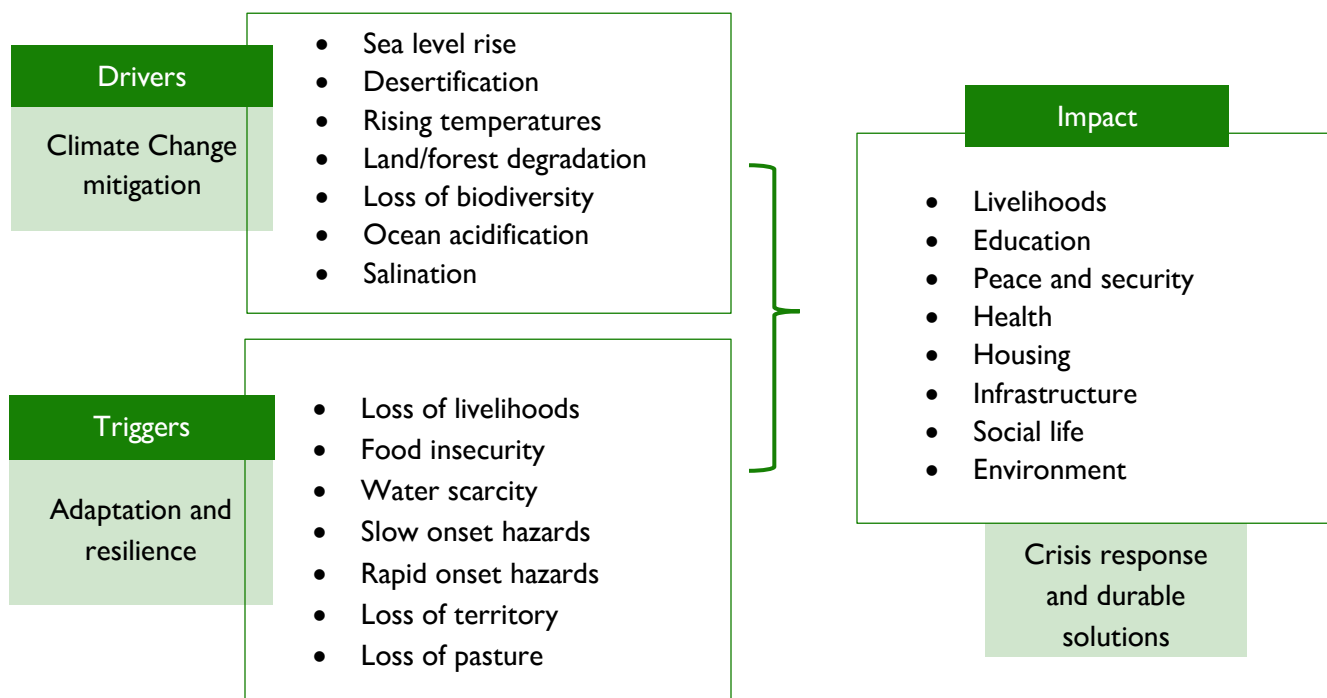 Drivers
Climate Change
mitigation
• Sea level rise
• Desertification
• Rising temperatures
• Land/forest degradation
• Loss of biodiversity
• Ocean acidification
• Salination
Triggers
Adaptation and
resilience
• Loss of livelihoods
• Food insecurity
• Water scarcity
• Slow onset hazards
• Rapid onset hazards
• Loss of territory
• Loss of pasture
Impact
• Livelihoods
• Education
• Peace and security
• Health
• Housing
• Infrastructure
• Social life
• Environment
Crisis response
and durable
solutions